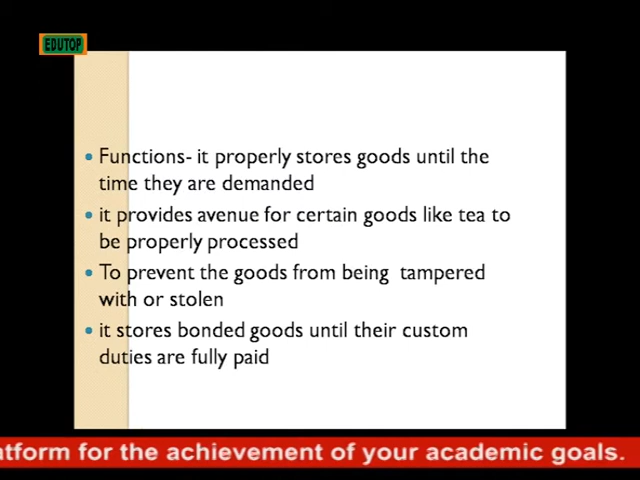 EDUTOP
Functions- it properly stores goods until the
time they are demanded
it provides avenue for certain goods like tea to
be properly processed
To prevent the goods from being tampered
with or stolen
it stores bonded goods until their custom
duties are fully paid
for the achievement of your academic goals.